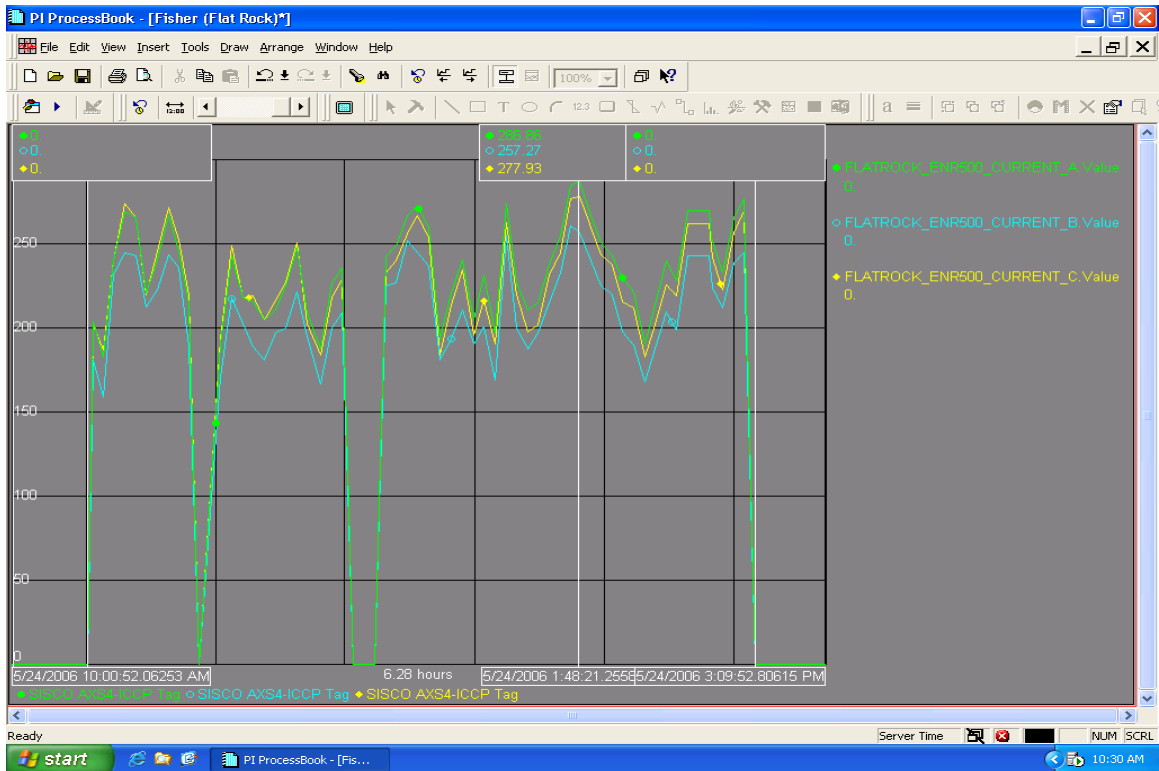 PI ProcessBook - [Fisher (Flat Rock)*]
File Edit View Insert Tools Draw Arrange Window Help
100%
12:00
T
12.3
a
M
0.
0.
0.
286.86
257.27
277.93
0.
0.
0.
FLATROCK_ENR500_CURRENT_A.Value
0.
FLATROCK_ENR500_CURRENT_B.Value
0.
FLATROCK_ENR500_CURRENT_C.Value
0.
250
200
150
100
50
0
5/24/2006 10:00:52.06253 AM
6.28 hours
5/24/2006 1:48:21.2558
5/24/2006 3:09:52.80615 PM
SISCO AXS4-ICCP Tag SISCO AXS4-ICCP Tag SISCO AXS4-ICCP Tag
Ready
Server Time
NUM SCRL
start
PI ProcessBook - [Fis...
10:30 AM